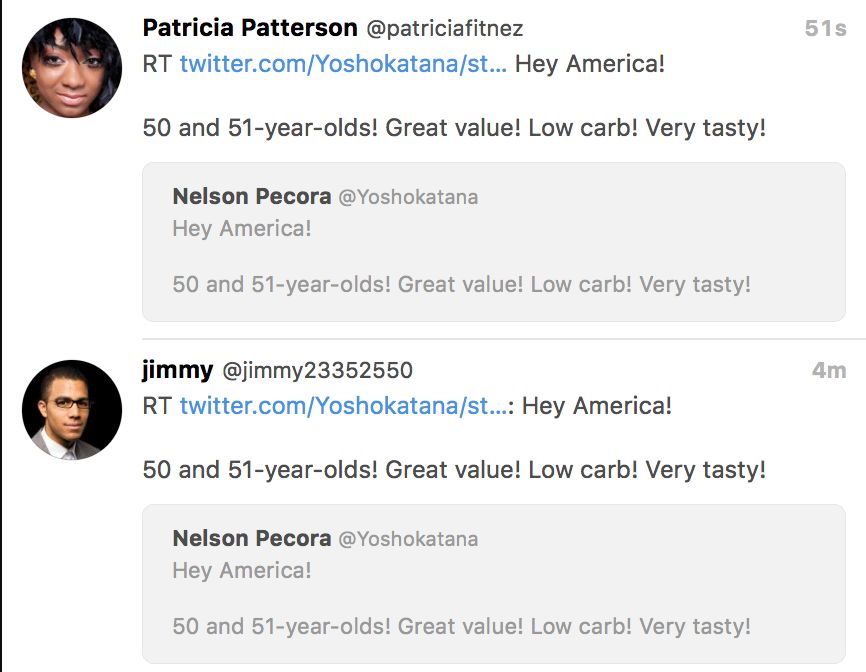 Patricia Patterson @patriciafitnez 51s
RT twitter.com/Yoshokatana/st... Hey America!
50 and 51-year-olds! Great value! Low carb! Very tasty!
Nelson Pecora @Yoshokatana
Hey America!
50 and 51-year-olds! Great value! Low carb! Very tasty!
jimmy @jimmy23352550 4m
RT twitter.com/Yoshokatana/st...: Hey America!
50 and 51-year-olds! Great value! Low carb! Very tasty!
Nelson Pecora @Yoshokatana
Hey America!
50 and 51-year-olds! Great value! Low carb! Very tasty!